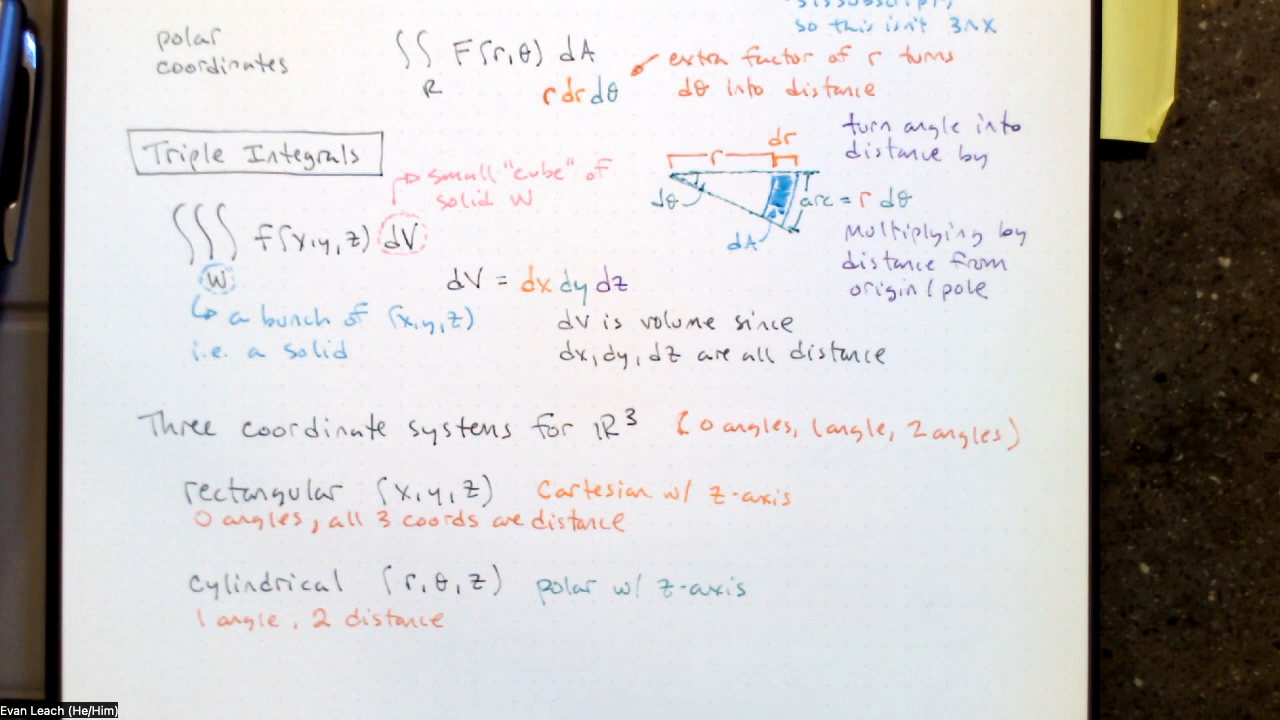 so this isn't 3
polar
coordinates
∬ F(r,θ) dA
R
r dr dθ
extra factor of r turns
dθ into distance
Triple Integrals
small "cube" of
solid W
∭ f(x,y,z) dV
W
a bunch of (x,y,z)
i.e. a solid
dV = dx dy dz
dV is volume since
dx, dy, dz are all distance
r
dr
dθ
arc = r dθ
dA
turn angle into
distance by
multiplying by
distance from
origin / pole
Three coordinate systems for ℝ³ (0 angles, 1 angle, 2 angles)
rectangular (x,y,z) Cartesian w/ z-axis
0 angles, all 3 coords are distance
cylindrical (r,θ,z) polar w/ z-axis
1 angle, 2 distance
Evan Leach (He/Him)